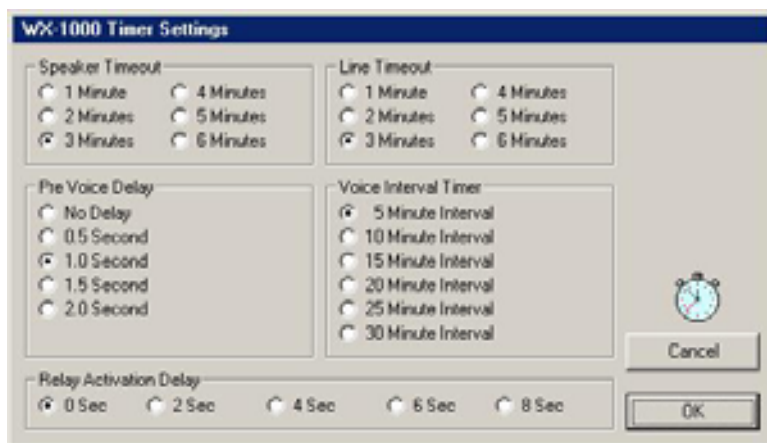 WX-1000 Timer Settings
Speaker Timeout
1 Minute 4 Minutes
2 Minutes 5 Minutes
3 Minutes 6 Minutes
Line Timeout
1 Minute 4 Minutes
2 Minutes 5 Minutes
3 Minutes 6 Minutes
Pre Voice Delay
No Delay
0.5 Second
1.0 Second
1.5 Second
2.0 Second
Voice Interval Timer
5 Minute Interval
10 Minute Interval
15 Minute Interval
20 Minute Interval
25 Minute Interval
30 Minute Interval
Relay Activation Delay
0 Sec 2 Sec 4 Sec 6 Sec 8 Sec
Cancel
OK